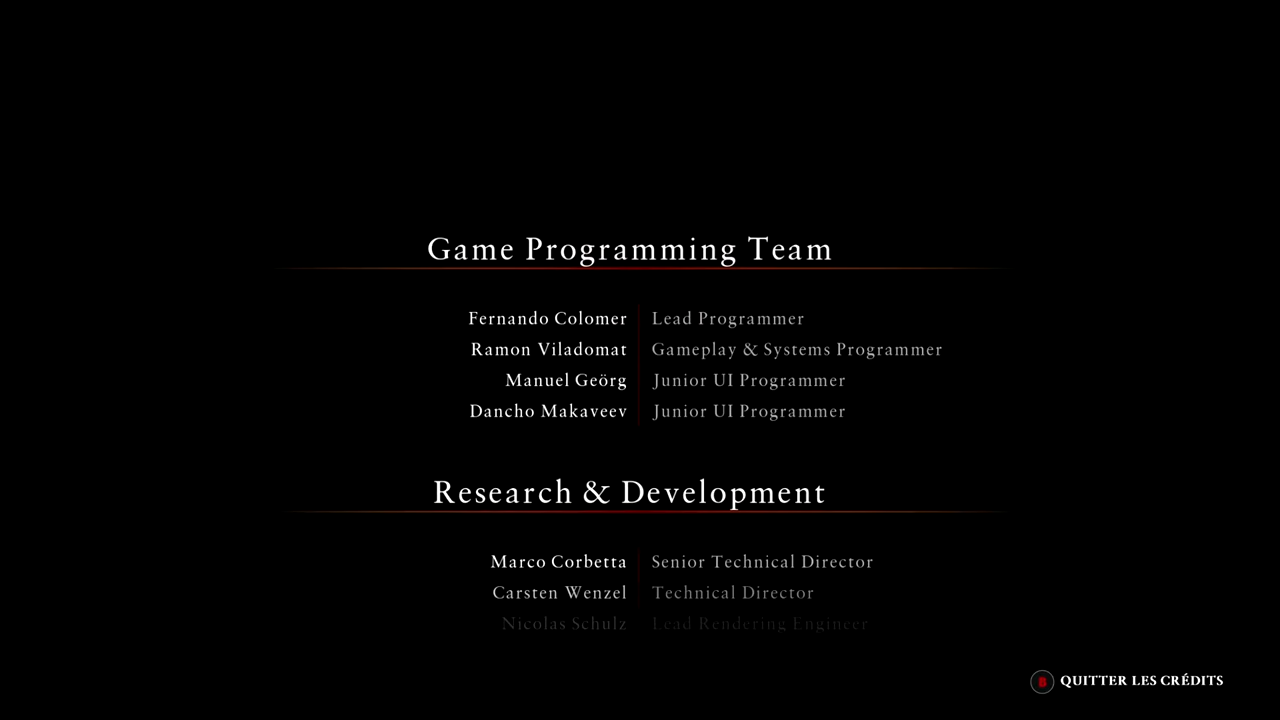 Game Programming Team
Fernando Colomer Lead Programmer
Ramon Viladomat Gameplay & Systems Programmer
Manuel Geörg Junior UI Programmer
Dancho Makaveev Junior UI Programmer
Research & Development
Marco Corbetta Senior Technical Director
Carsten Wenzel Technical Director
Nicolas Schulz Lead Rendering Engineer
B QUITTER LES CRÉDITS